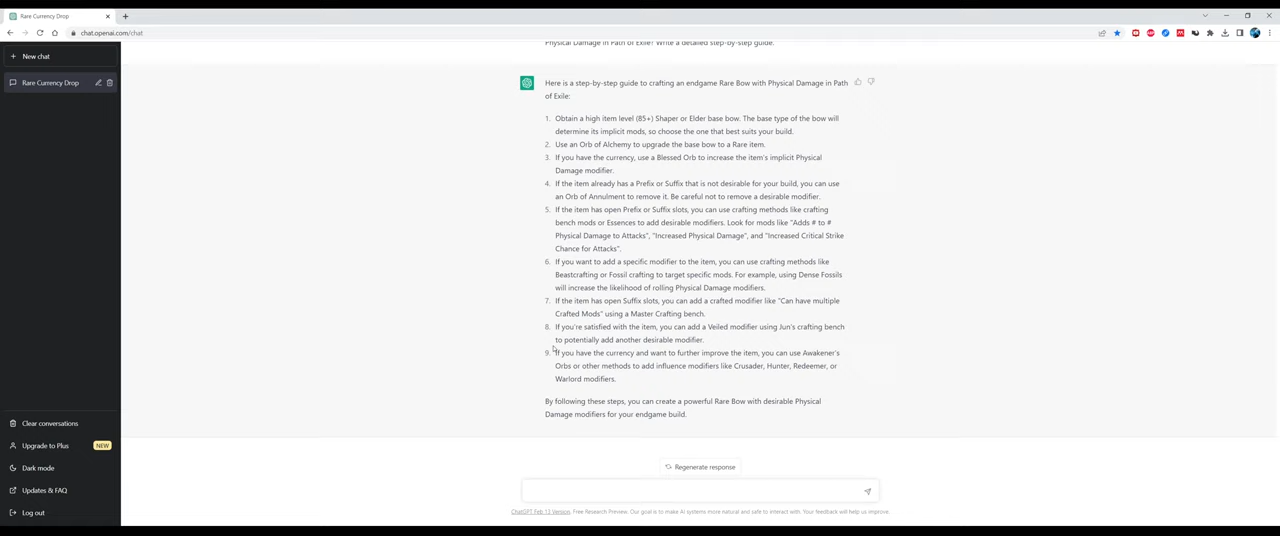 Rare Currency Drop
chat.openai.com/chat
New chat
Rare Currency Drop
Physical Damage in Path of Exile? Write a detailed step-by-step guide.
Here is a step-by-step guide to crafting an endgame Rare Bow with Physical Damage in Path
of Exile:
1. Obtain a high item level (85+) Shaper or Elder base bow. The base type of the bow will
determine its implicit mods, so choose the one that best suits your build.
2. Use an Orb of Alchemy to upgrade the base bow to a Rare item.
3. If you have the currency, use a Blessed Orb to increase the item's implicit Physical
Damage modifier.
4. If the item already has a Prefix or Suffix that is not desirable for your build, you can use
an Orb of Annulment to remove it. Be careful not to remove a desirable modifier.
5. If the item has open Prefix or Suffix slots, you can use crafting methods like crafting
bench mods or Essences to add desirable modifiers. Look for mods like "Adds # to #
Physical Damage to Attacks", "Increased Physical Damage", and "Increased Critical Strike
Chance for Attacks".
6. If you want to add a specific modifier to the item, you can use crafting methods like
Beastcrafting or Fossil crafting to target specific mods. For example, using Dense Fossils
will increase the likelihood of rolling Physical Damage modifiers.
7. If the item has open Suffix slots, you can add a crafted modifier like "Can have multiple
Crafted Mods" using a Master Crafting bench.
8. If you're satisfied with the item, you can add a Veiled modifier using Jun's crafting bench
to potentially add another desirable modifier.
9. If you have the currency and want to further improve the item, you can use Awakener's
Orbs or other methods to add influence modifiers like Crusader, Hunter, Redeemer, or
Warlord modifiers.
By following these steps, you can create a powerful Rare Bow with desirable Physical
Damage modifiers for your endgame build.
Clear conversations
Upgrade to Plus NEW
Dark mode
Updates & FAQ
Log out
Regenerate response
ChatGPT Feb 13 Version. Free Research Preview. Our goal is to make AI systems more natural and safe to interact with. Your feedback will help us improve.